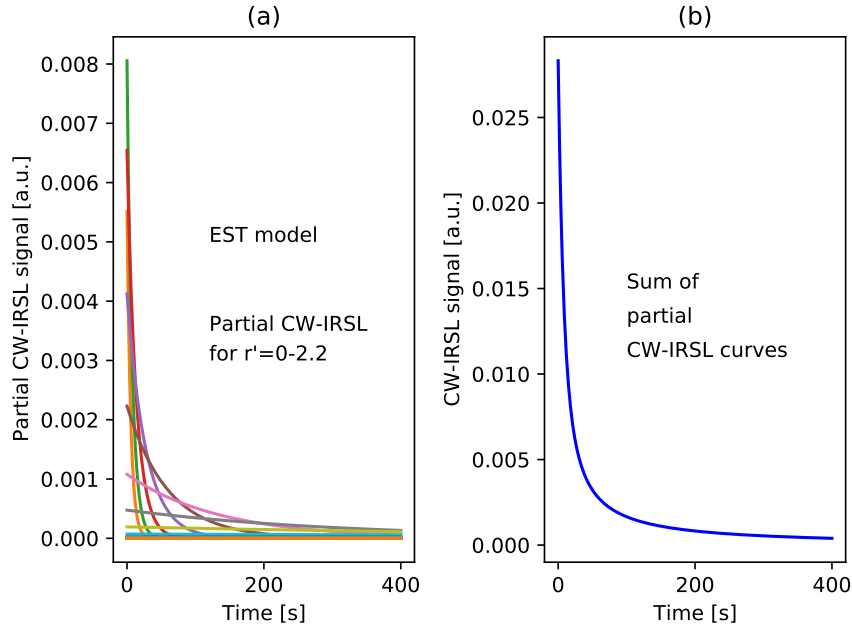 (a)
Partial CW-IRSL signal [a.u.]
0.008
0.007
0.006
0.005
0.004
0.003
0.002
0.001
0.000
EST model
Partial CW-IRSL
for r'=0-2.2
0
200
400
Time [s]
(b)
CW-IRSL signal [a.u.]
0.025
0.020
0.015
0.010
0.005
0.000
Sum of
partial
CW-IRSL curves
0
200
400
Time [s]